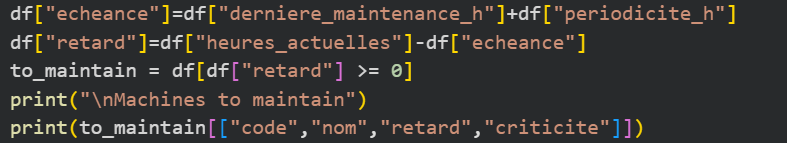 df["echeance"]=df["derniere_maintenance_h"]+df["periodicite_h"]
df["retard"]=df["heures_actuelles"]-df["echeance"]
to_maintain = df[df["retard"] >= 0]
print("\nMachines to maintain")
print(to_maintain[["code","nom","retard","criticite"]])